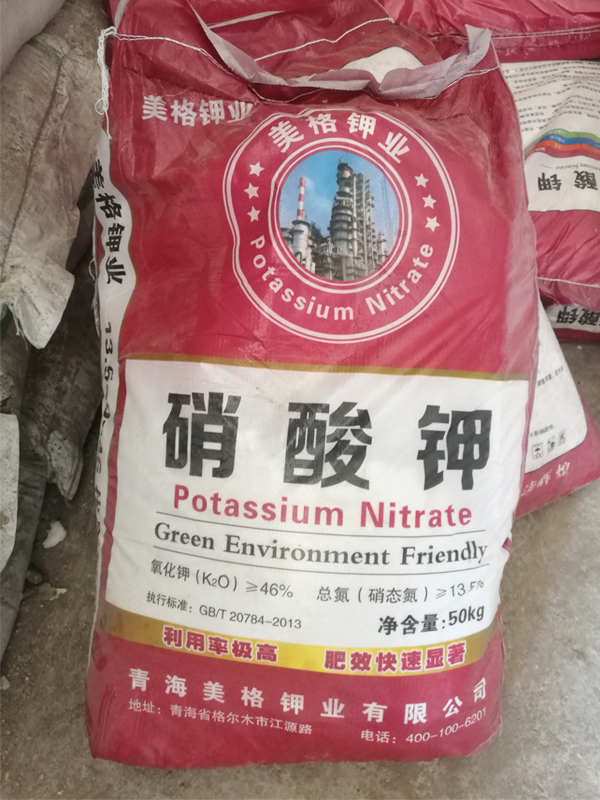 美格钾业
美格钾业
Potassium Nitrate
美格钾业
硝酸钾
Potassium Nitrate
Green Environment Friendly
氧化钾(K₂O)≥46% 总氮(硝态氮)≥13.5%
执行标准: GB/T 20784-2013
净含量:50kg
利用率极高 肥效快速显著
青海美格钾业有限公司
地址: 青海省格尔木市江源路
电话: 400-100-6201
酸钾
酸钾